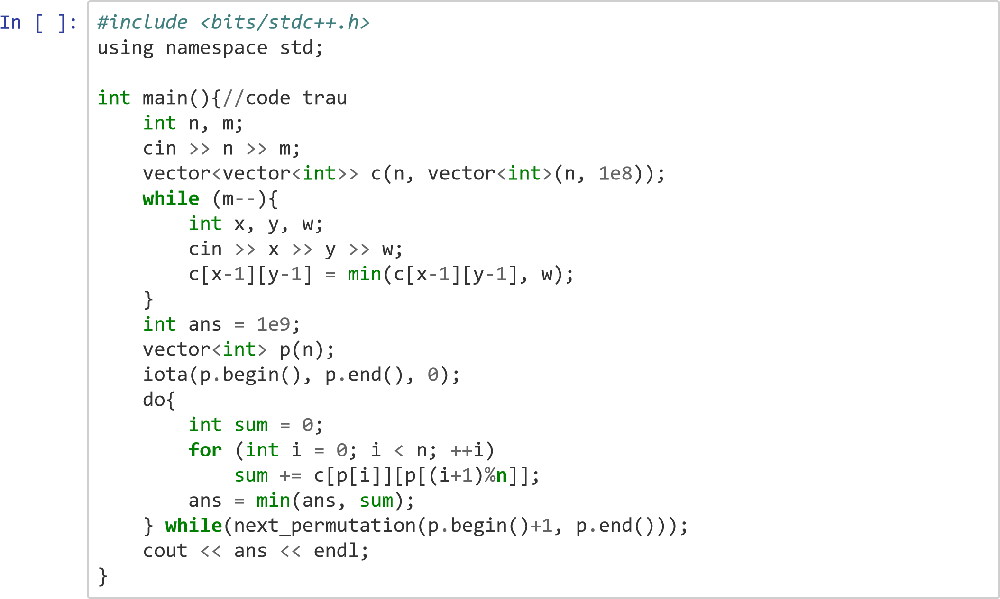 In [ ]:
#include <bits/stdc++.h>
using namespace std;

int main(){//code trau
    int n, m;
    cin >> n >> m;
    vector<vector<int>> c(n, vector<int>(n, 1e8));
    while (m--){
        int x, y, w;
        cin >> x >> y >> w;
        c[x-1][y-1] = min(c[x-1][y-1], w);
    }
    int ans = 1e9;
    vector<int> p(n);
    iota(p.begin(), p.end(), 0);
    do{
        int sum = 0;
        for (int i = 0; i < n; ++i)
            sum += c[p[i]][p[(i+1)%n]];
        ans = min(ans, sum);
    } while(next_permutation(p.begin()+1, p.end()));
    cout << ans << endl;
}